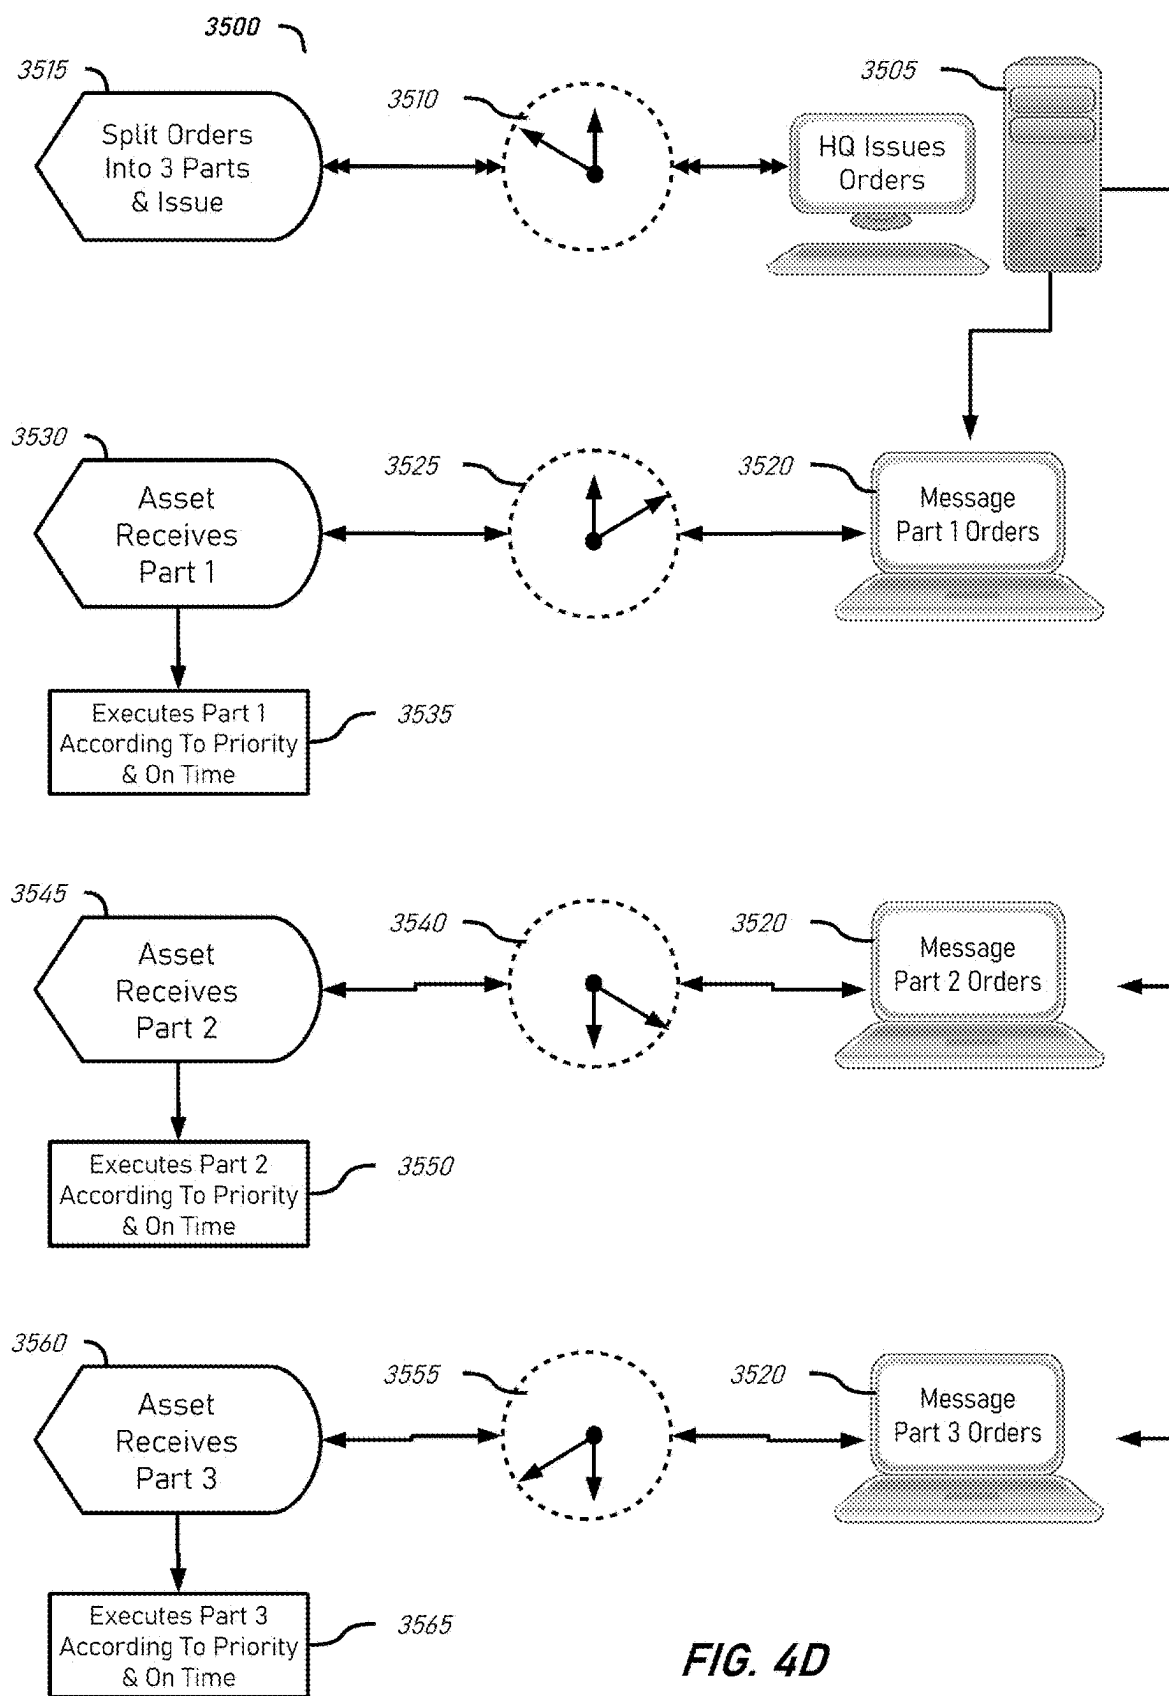 3500
3515
3510
3505
Split Orders
Into 3 Parts
& Issue
HQ Issues
Orders
3530
3525
3520
Asset
Receives
Part 1
Message
Part 1 Orders
Executes Part 1
According To Priority
& On Time
3535
3545
3540
3520
Asset
Receives
Part 2
Message
Part 2 Orders
Executes Part 2
According To Priority
& On Time
3550
3560
3555
3520
Asset
Receives
Part 3
Message
Part 3 Orders
Executes Part 3
According To Priority
& On Time
3565
FIG. 4D